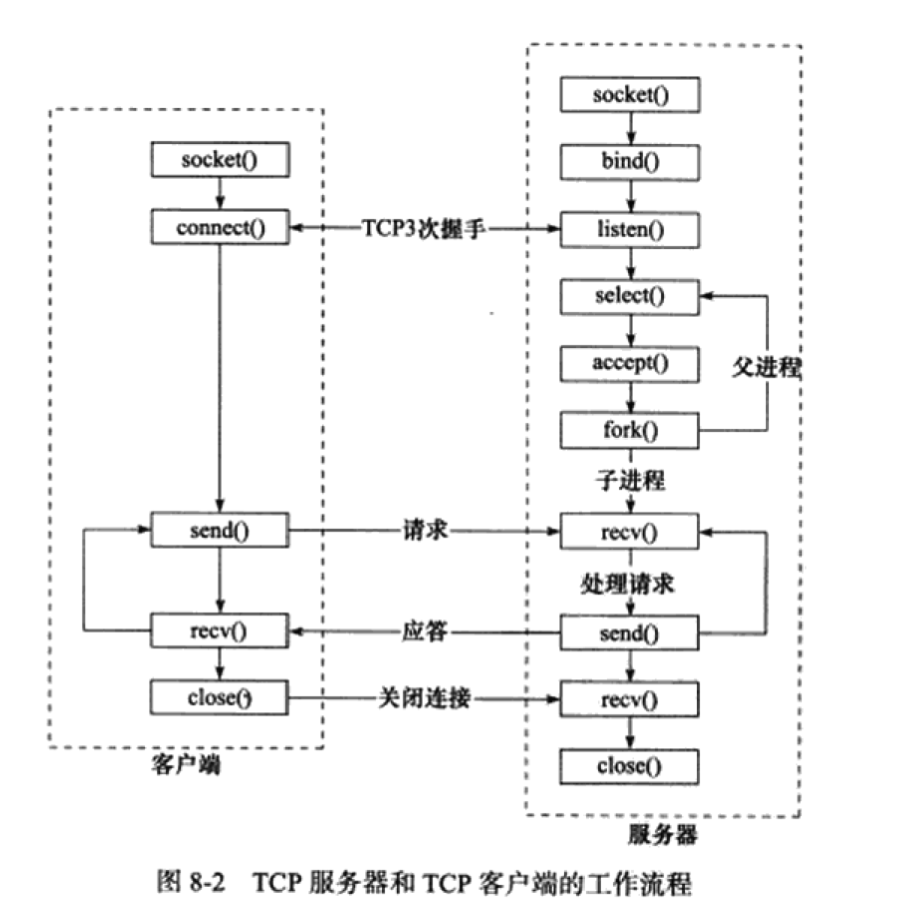 socket()
bind()
listen()
select()
accept()
父进程
fork()
子进程
recv()
处理请求
send()
recv()
close()
服务器
socket()
connect()
TCP3次握手
send()
请求
recv()
应答
close()
关闭连接
客户端
图 8-2 TCP 服务器和 TCP 客户端的工作流程